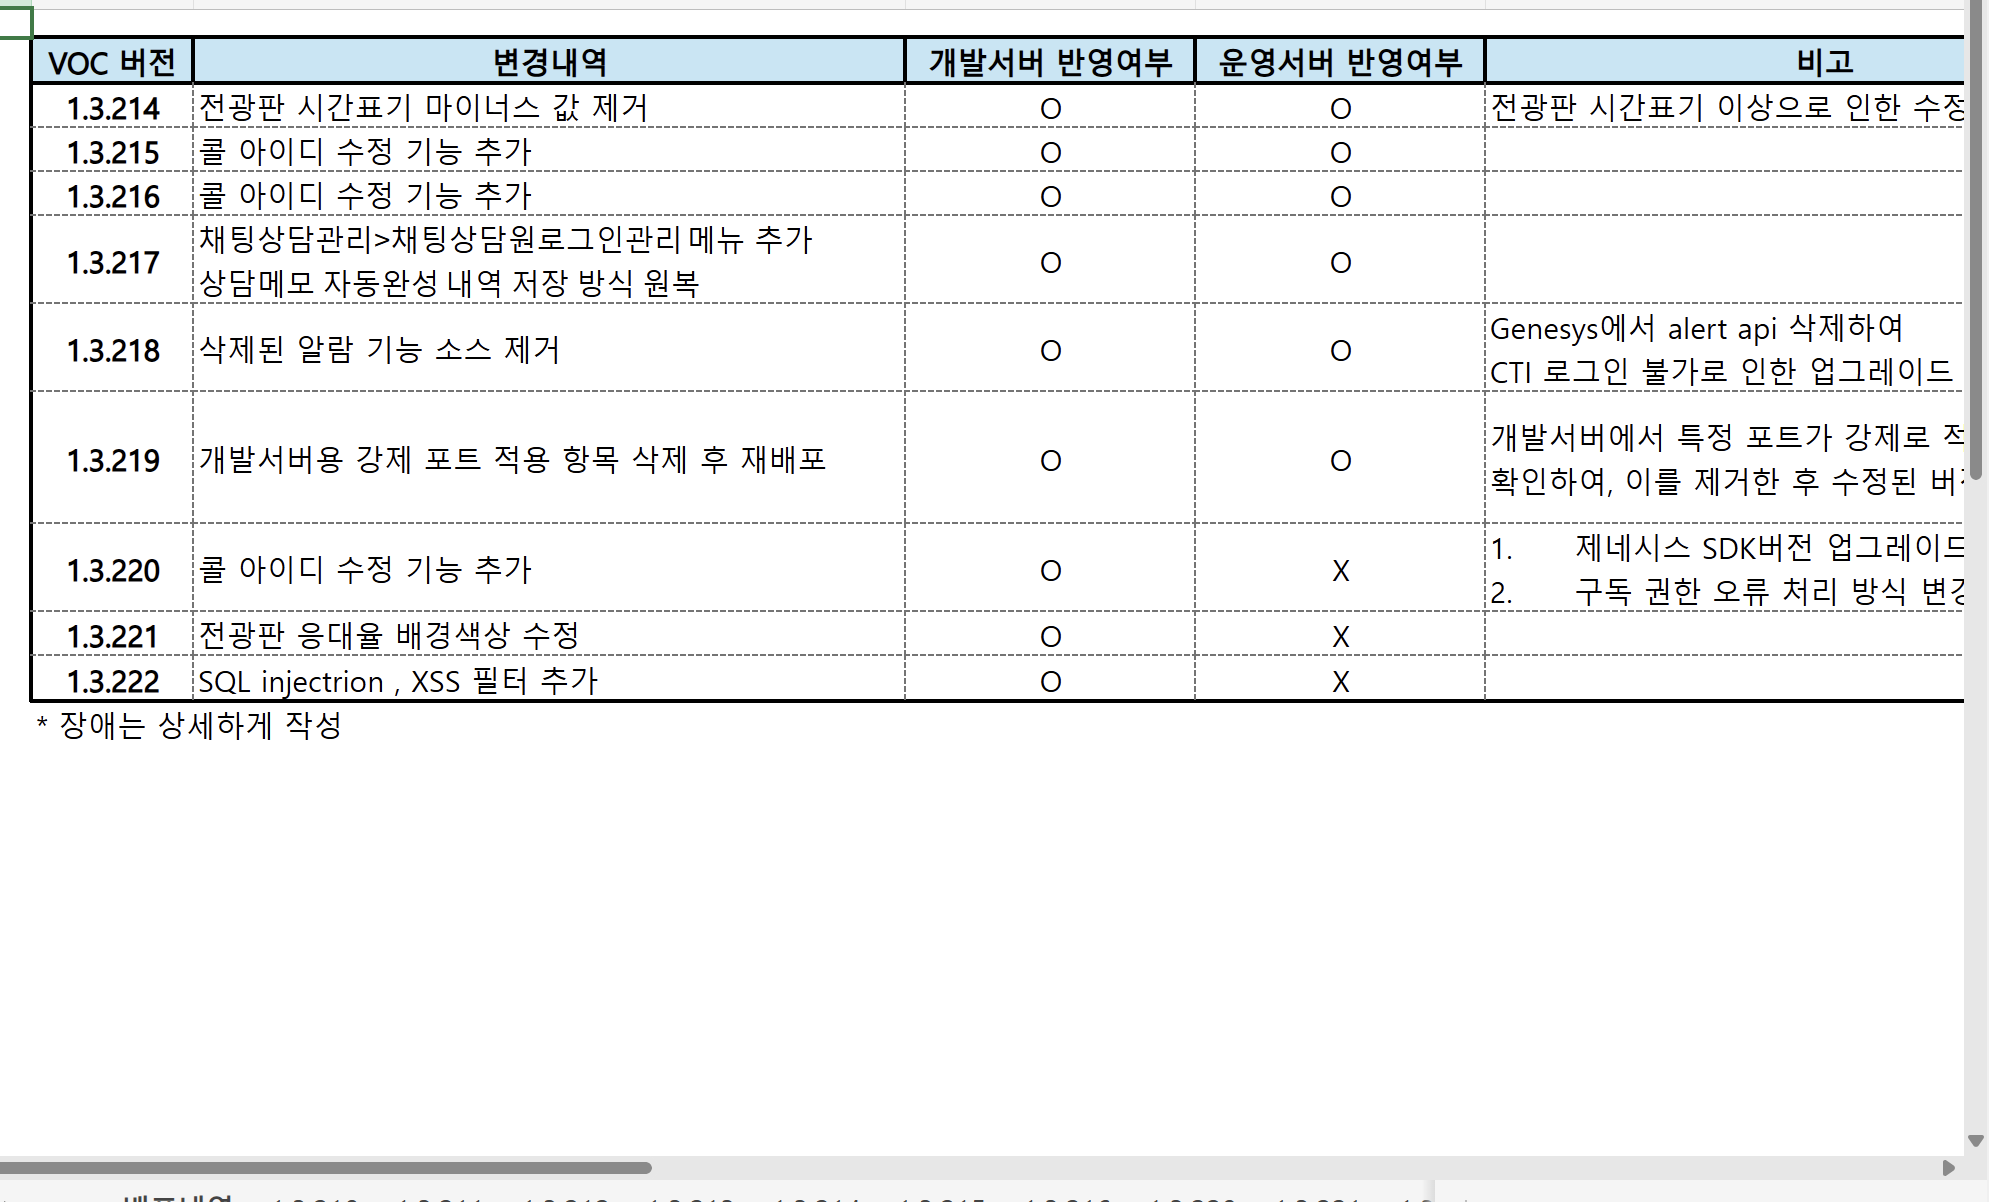 VOC 버전 변경내역 개발서버 반영여부 운영서버 반영여부 비고
1.3.214 전광판 시간표기 마이너스 값 제거 O O 전광판 시간표기 이상으로 인한 수정
1.3.215 콜 아이디 수정 기능 추가 O O
1.3.216 콜 아이디 수정 기능 추가 O O
1.3.217 채팅상담관리>채팅상담원로그인관리 메뉴 추가
상담메모 자동완성 내역 저장 방식 원복 O O
1.3.218 삭제된 알람 기능 소스 제거 O O Genesys에서 alert api 삭제하여
CTI 로그인 불가로 인한 업그레이드
1.3.219 개발서버용 강제 포트 적용 항목 삭제 후 재배포 O O 개발서버에서 특정 포트가 강제로
확인하여, 이를 제거한 후 수정된
1.3.220 콜 아이디 수정 기능 추가 O X 1. 제네시스 SDK버전 업그레이드
2. 구독 권한 오류 처리 방식 변경
1.3.221 전광판 응대율 배경색상 수정 O X
1.3.222 SQL injectrion , XSS 필터 추가 O X
* 장애는 상세하게 작성